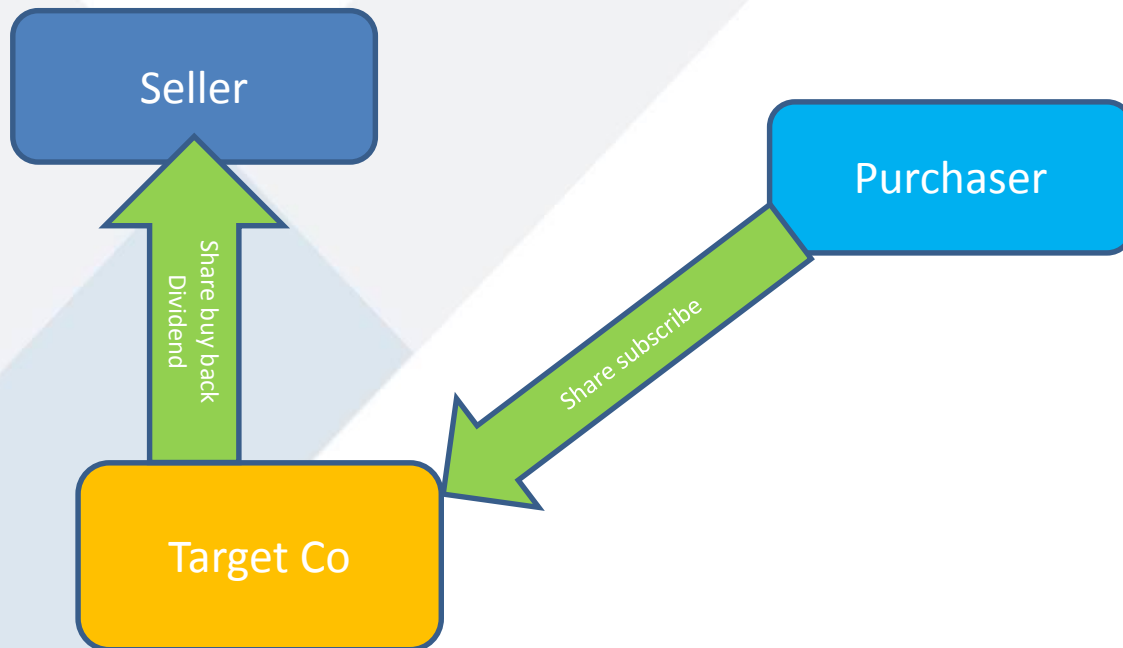 Seller
Purchaser
Share buy back
Dividend
Share subscribe
Target Co